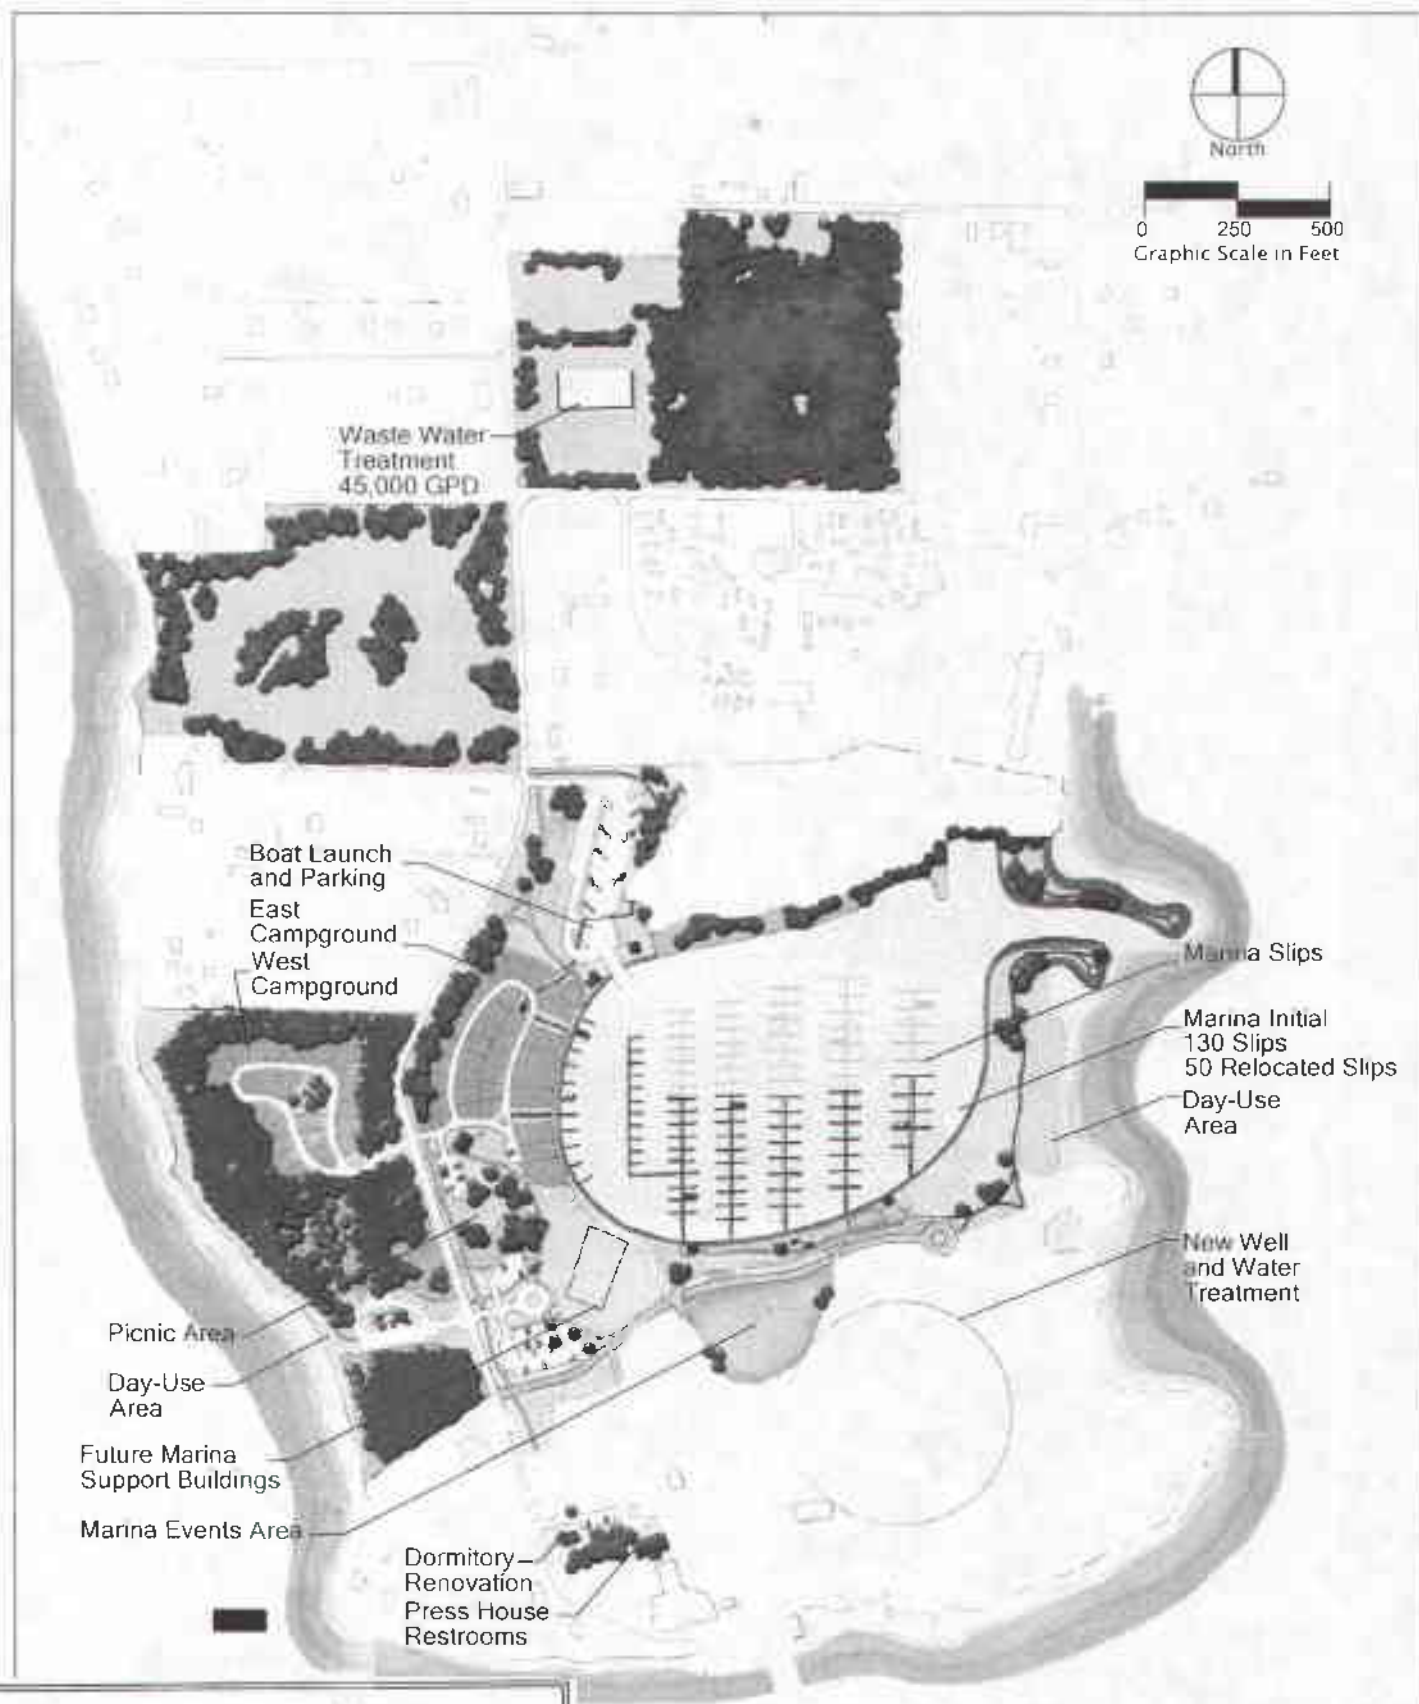 North
0 250 500
Graphic Scale in Feet
Waste Water
Treatment
45,000 GPD
Boat Launch
and Parking
East
Campground
West
Campground
Marina Slips
Marina Initial
130 Slips
50 Relocated Slips
Day-Use
Area
New Well
and Water
Treatment
Picnic Area
Day-Use
Area
Future Marina
Support Buildings
Marina Events Area
Dormitory
Renovation
Press House
Restrooms